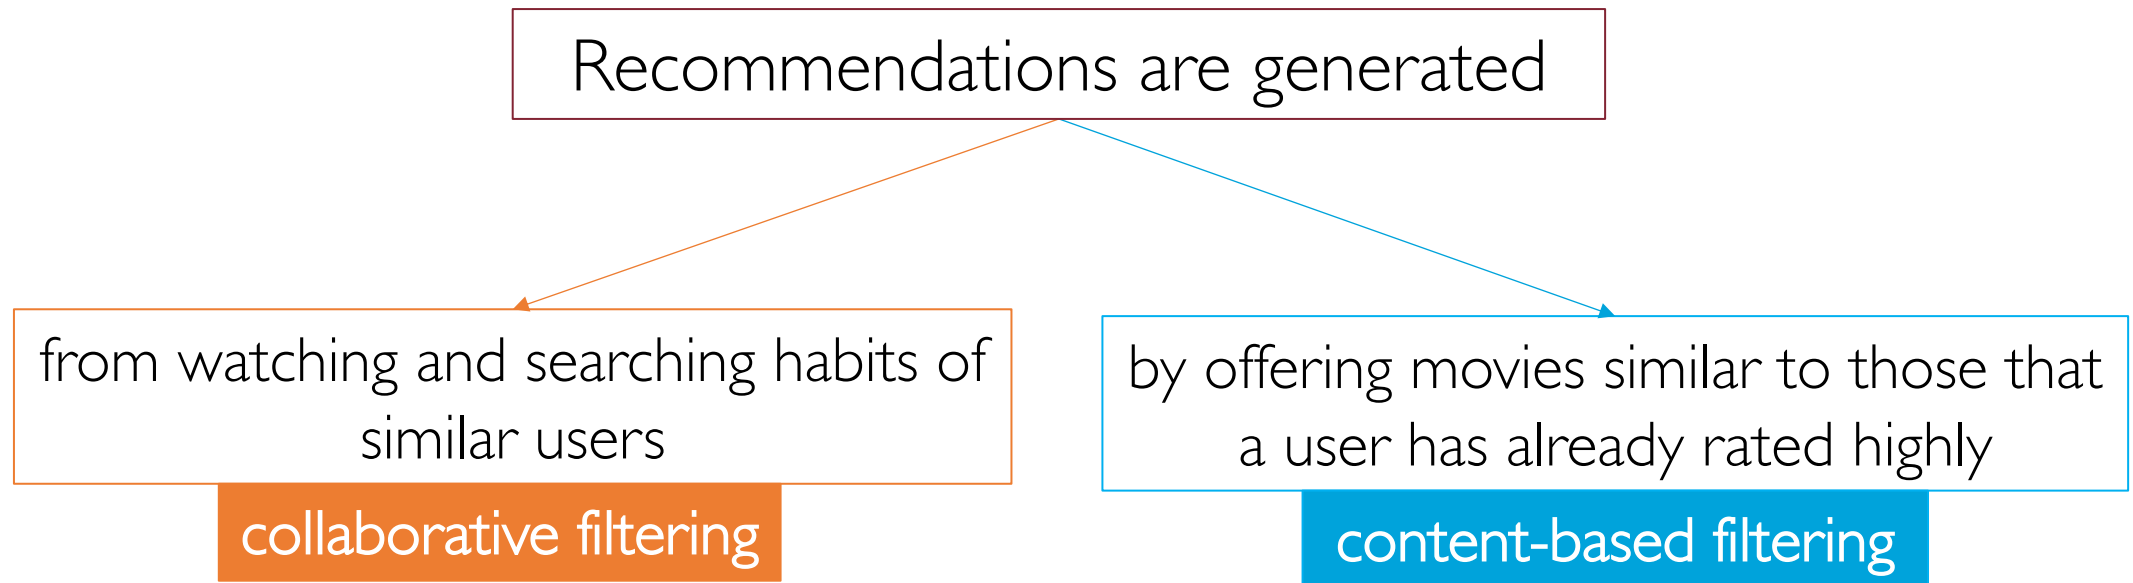 Recommendations are generated
from watching and searching habits of
similar users
collaborative filtering
by offering movies similar to those that
a user has already rated highly
content-based filtering